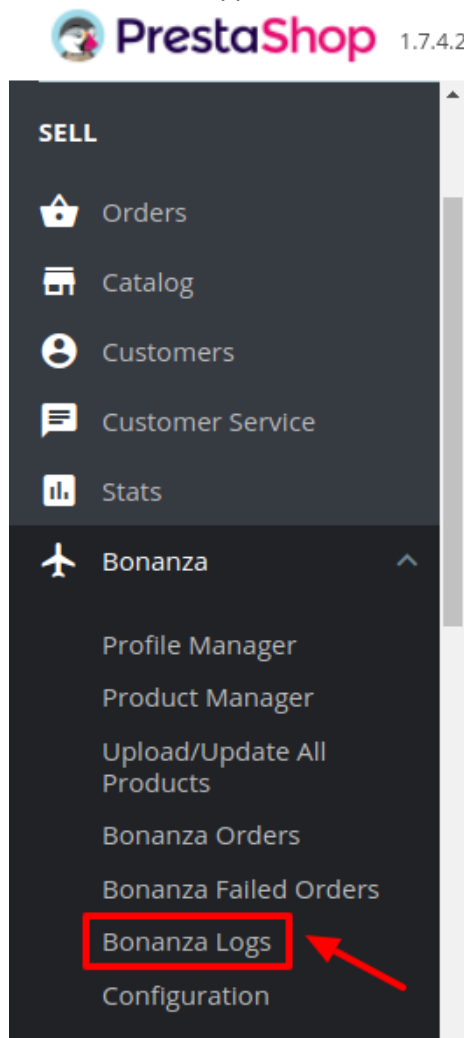 PrestaShop 1.7.4.2
SELL
Orders
Catalog
Customers
Customer Service
Stats
Bonanza
Profile Manager
Product Manager
Upload/Update All
Products
Bonanza Orders
Bonanza Failed Orders
Bonanza Logs
Configuration